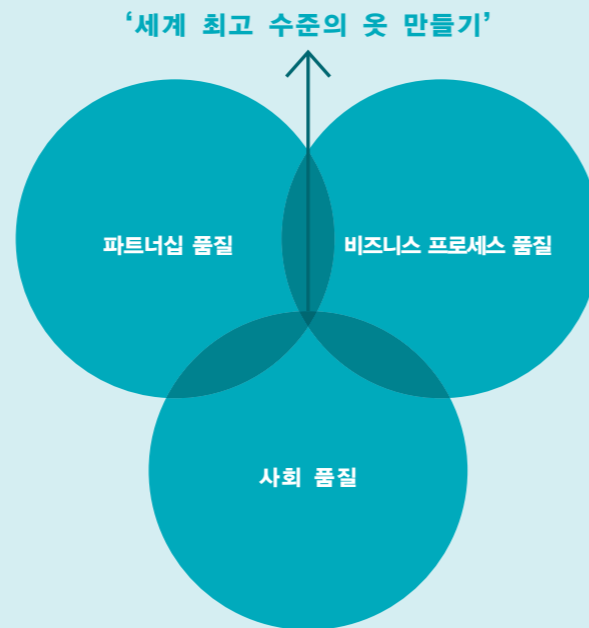 ‘세계 최고 수준의 옷 만들기’
파트너십 품질
비즈니스 프로세스 품질
사회 품질